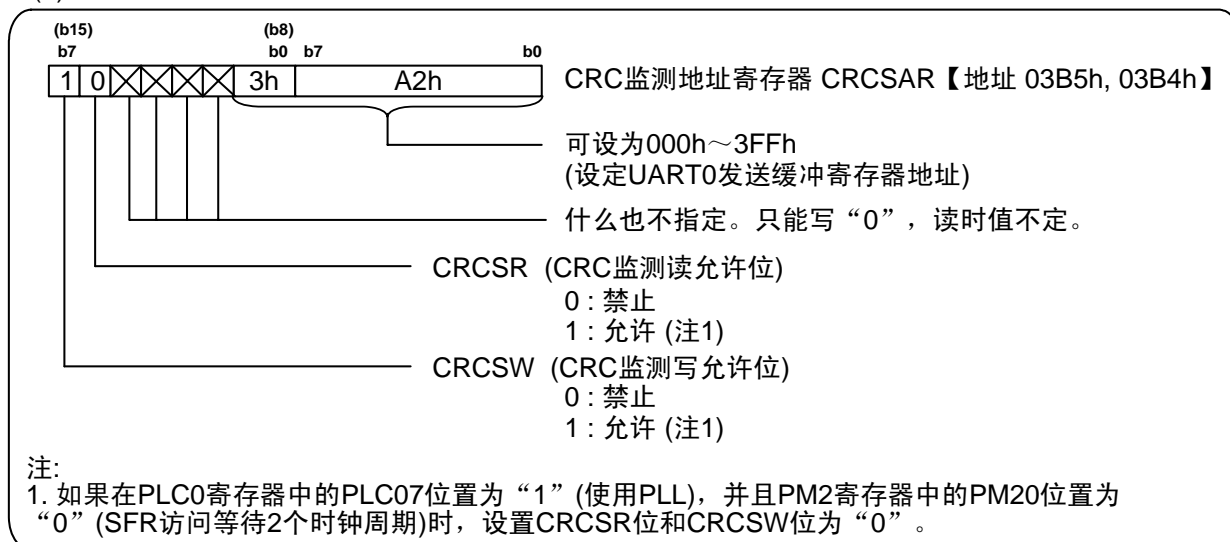 (b15) (b8)
b7 b0 b7 b0
1 0 3h A2h CRC监测地址寄存器 CRCSAR【地址 03B5h, 03B4h】
可设为000h～3FFh
(设定UART0发送缓冲寄存器地址)
什么也不指定。只能写“0”，读时值不定。
CRCSR (CRC监测读允许位)
0 : 禁止
1 : 允许 (注1)
CRCSW (CRC监测写允许位)
0 : 禁止
1 : 允许 (注1)
注:
1. 如果在PLC0寄存器中的PLC07位置为“1”(使用PLL)，并且PM2寄存器中的PM20位置为
“0”(SFR访问等待2个时钟周期)时，设置CRCSR位和CRCSW位为“0”。